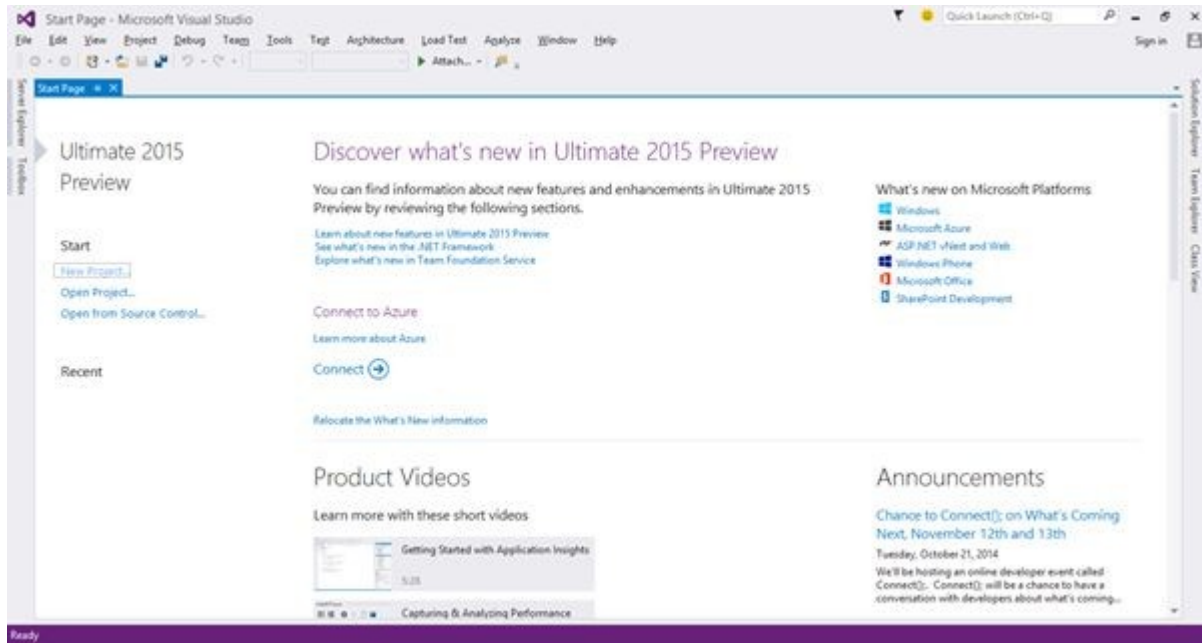 Start Page - Microsoft Visual Studio
Quick Launch (Ctrl+Q)
File Edit View Project Debug Team Tools Test Architecture Load Test Analyze Window Help
Sign in
Attach...
Server Explorer
Toolbox
Start Page
Solution Explorer
Team Explorer
Class View
Ultimate 2015
Preview
Start
New Project...
Open Project...
Open from Source Control...
Recent
Discover what's new in Ultimate 2015 Preview
You can find information about new features and enhancements in Ultimate 2015
Preview by reviewing the following sections.
Learn about new features in Ultimate 2015 Preview
See what's new in the .NET Framework
Explore what's new in Team Foundation Service
Connect to Azure
Learn more about Azure
Connect
Relocate the What's New information
What's new on Microsoft Platforms
Windows
Microsoft Azure
ASP.NET vNext and Web
Windows Phone
Microsoft Office
SharePoint Development
Product Videos
Learn more with these short videos
Getting Started with Application Insights
5:25
Capturing & Analyzing Performance
Announcements
Chance to Connect(); on What's Coming
Next, November 12th and 13th
Tuesday, October 21, 2014
We'll be hosting an online developer event called
Connect();. Connect(); will be a chance to have a
conversation with developers about what's coming...
Ready